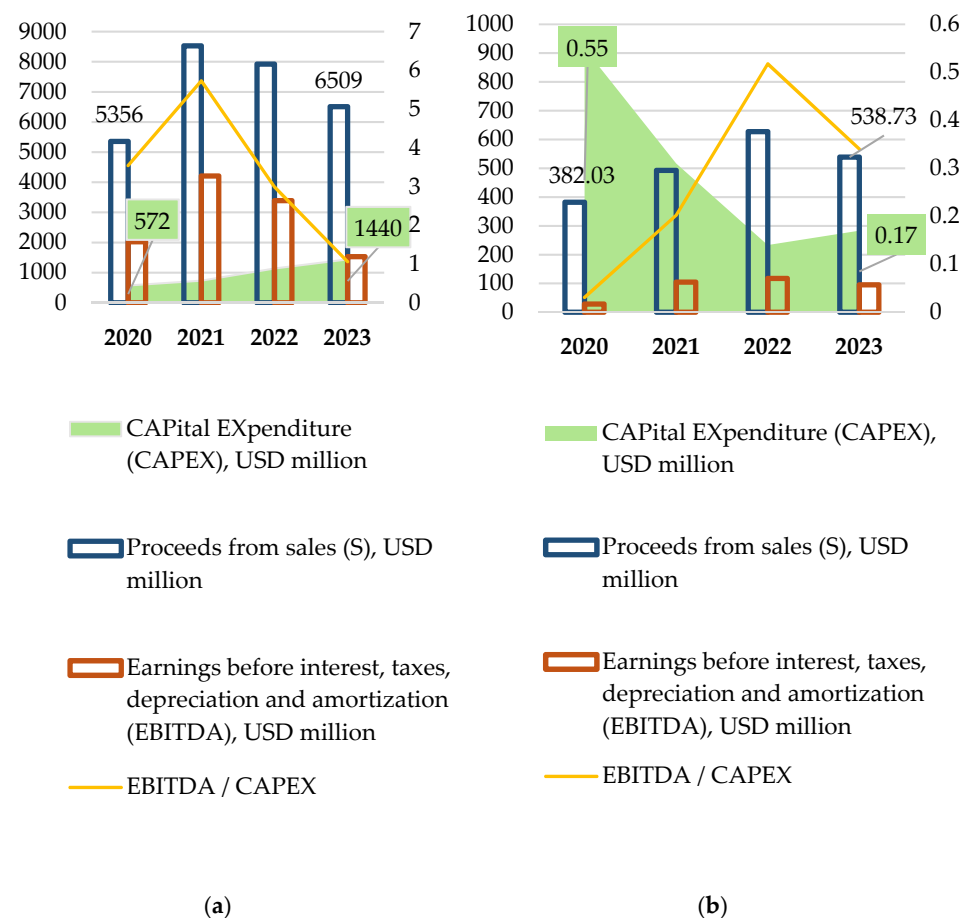 9000
8000
7000
6000
5000
4000
3000
2000
1000
0
7
6
5
4
3
2
1
0
5356
6509
572
1440
2020 2021 2022 2023
CAPital EXpenditure
(CAPEX), USD million
Proceeds from sales (S), USD
million
Earnings before interest, taxes,
depreciation and amortization
(EBITDA), USD million
EBITDA / CAPEX
(a)
1000
900
800
700
600
500
400
300
200
100
0
0.6
0.5
0.4
0.3
0.2
0.1
0
0.55
538.73
382.03
0.17
2020 2021 2022 2023
CAPital EXpenditure (CAPEX),
USD million
Proceeds from sales (S), USD
million
Earnings before interest, taxes,
depreciation and amortization
(EBITDA), USD million
EBITDA / CAPEX
(b)